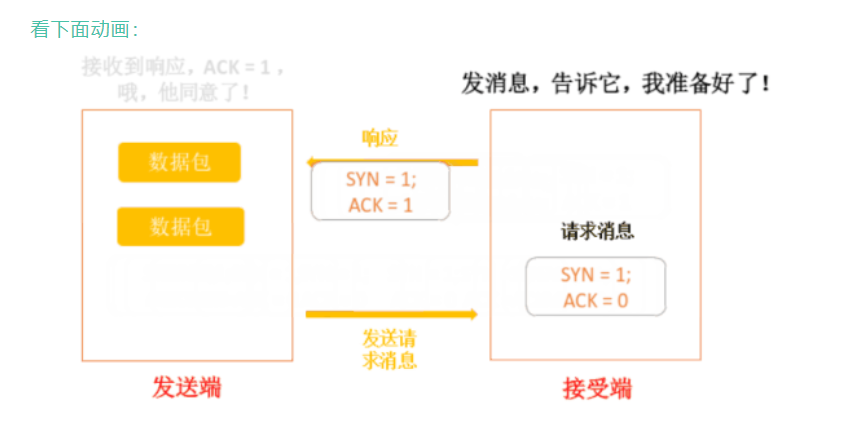 看下面动画：
接收到响应，ACK = 1，
哦，他同意了！
发消息，告诉它，我准备好了！
数据包
数据包
响应
SYN = 1;
ACK = 1
请求消息
SYN = 1;
ACK = 0
发送请
求消息
发送端
接受端